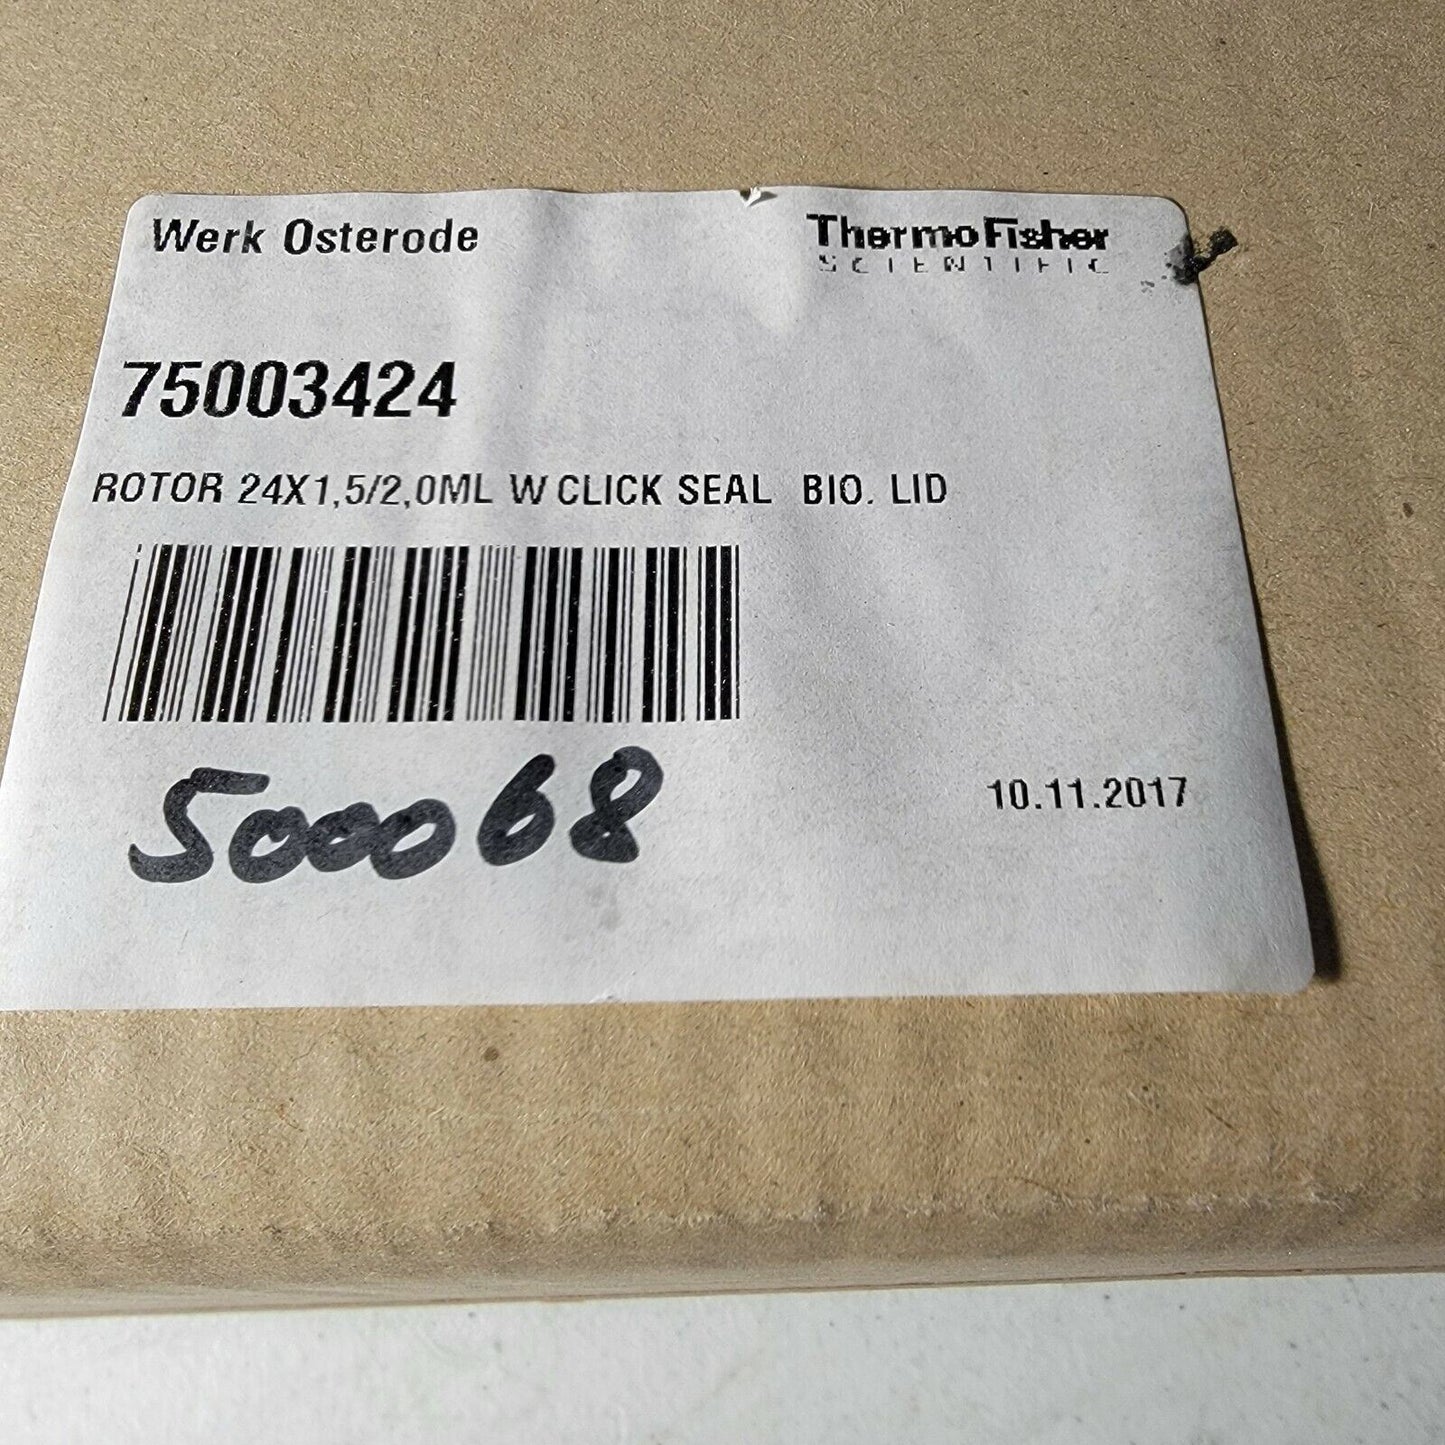 Werk Osterode
ThermoFisher
SCIENTIFIC
75003424
ROTOR 24X1,5/2,0ML W CLICK SEAL BIO. LID
500068
10.11.2017